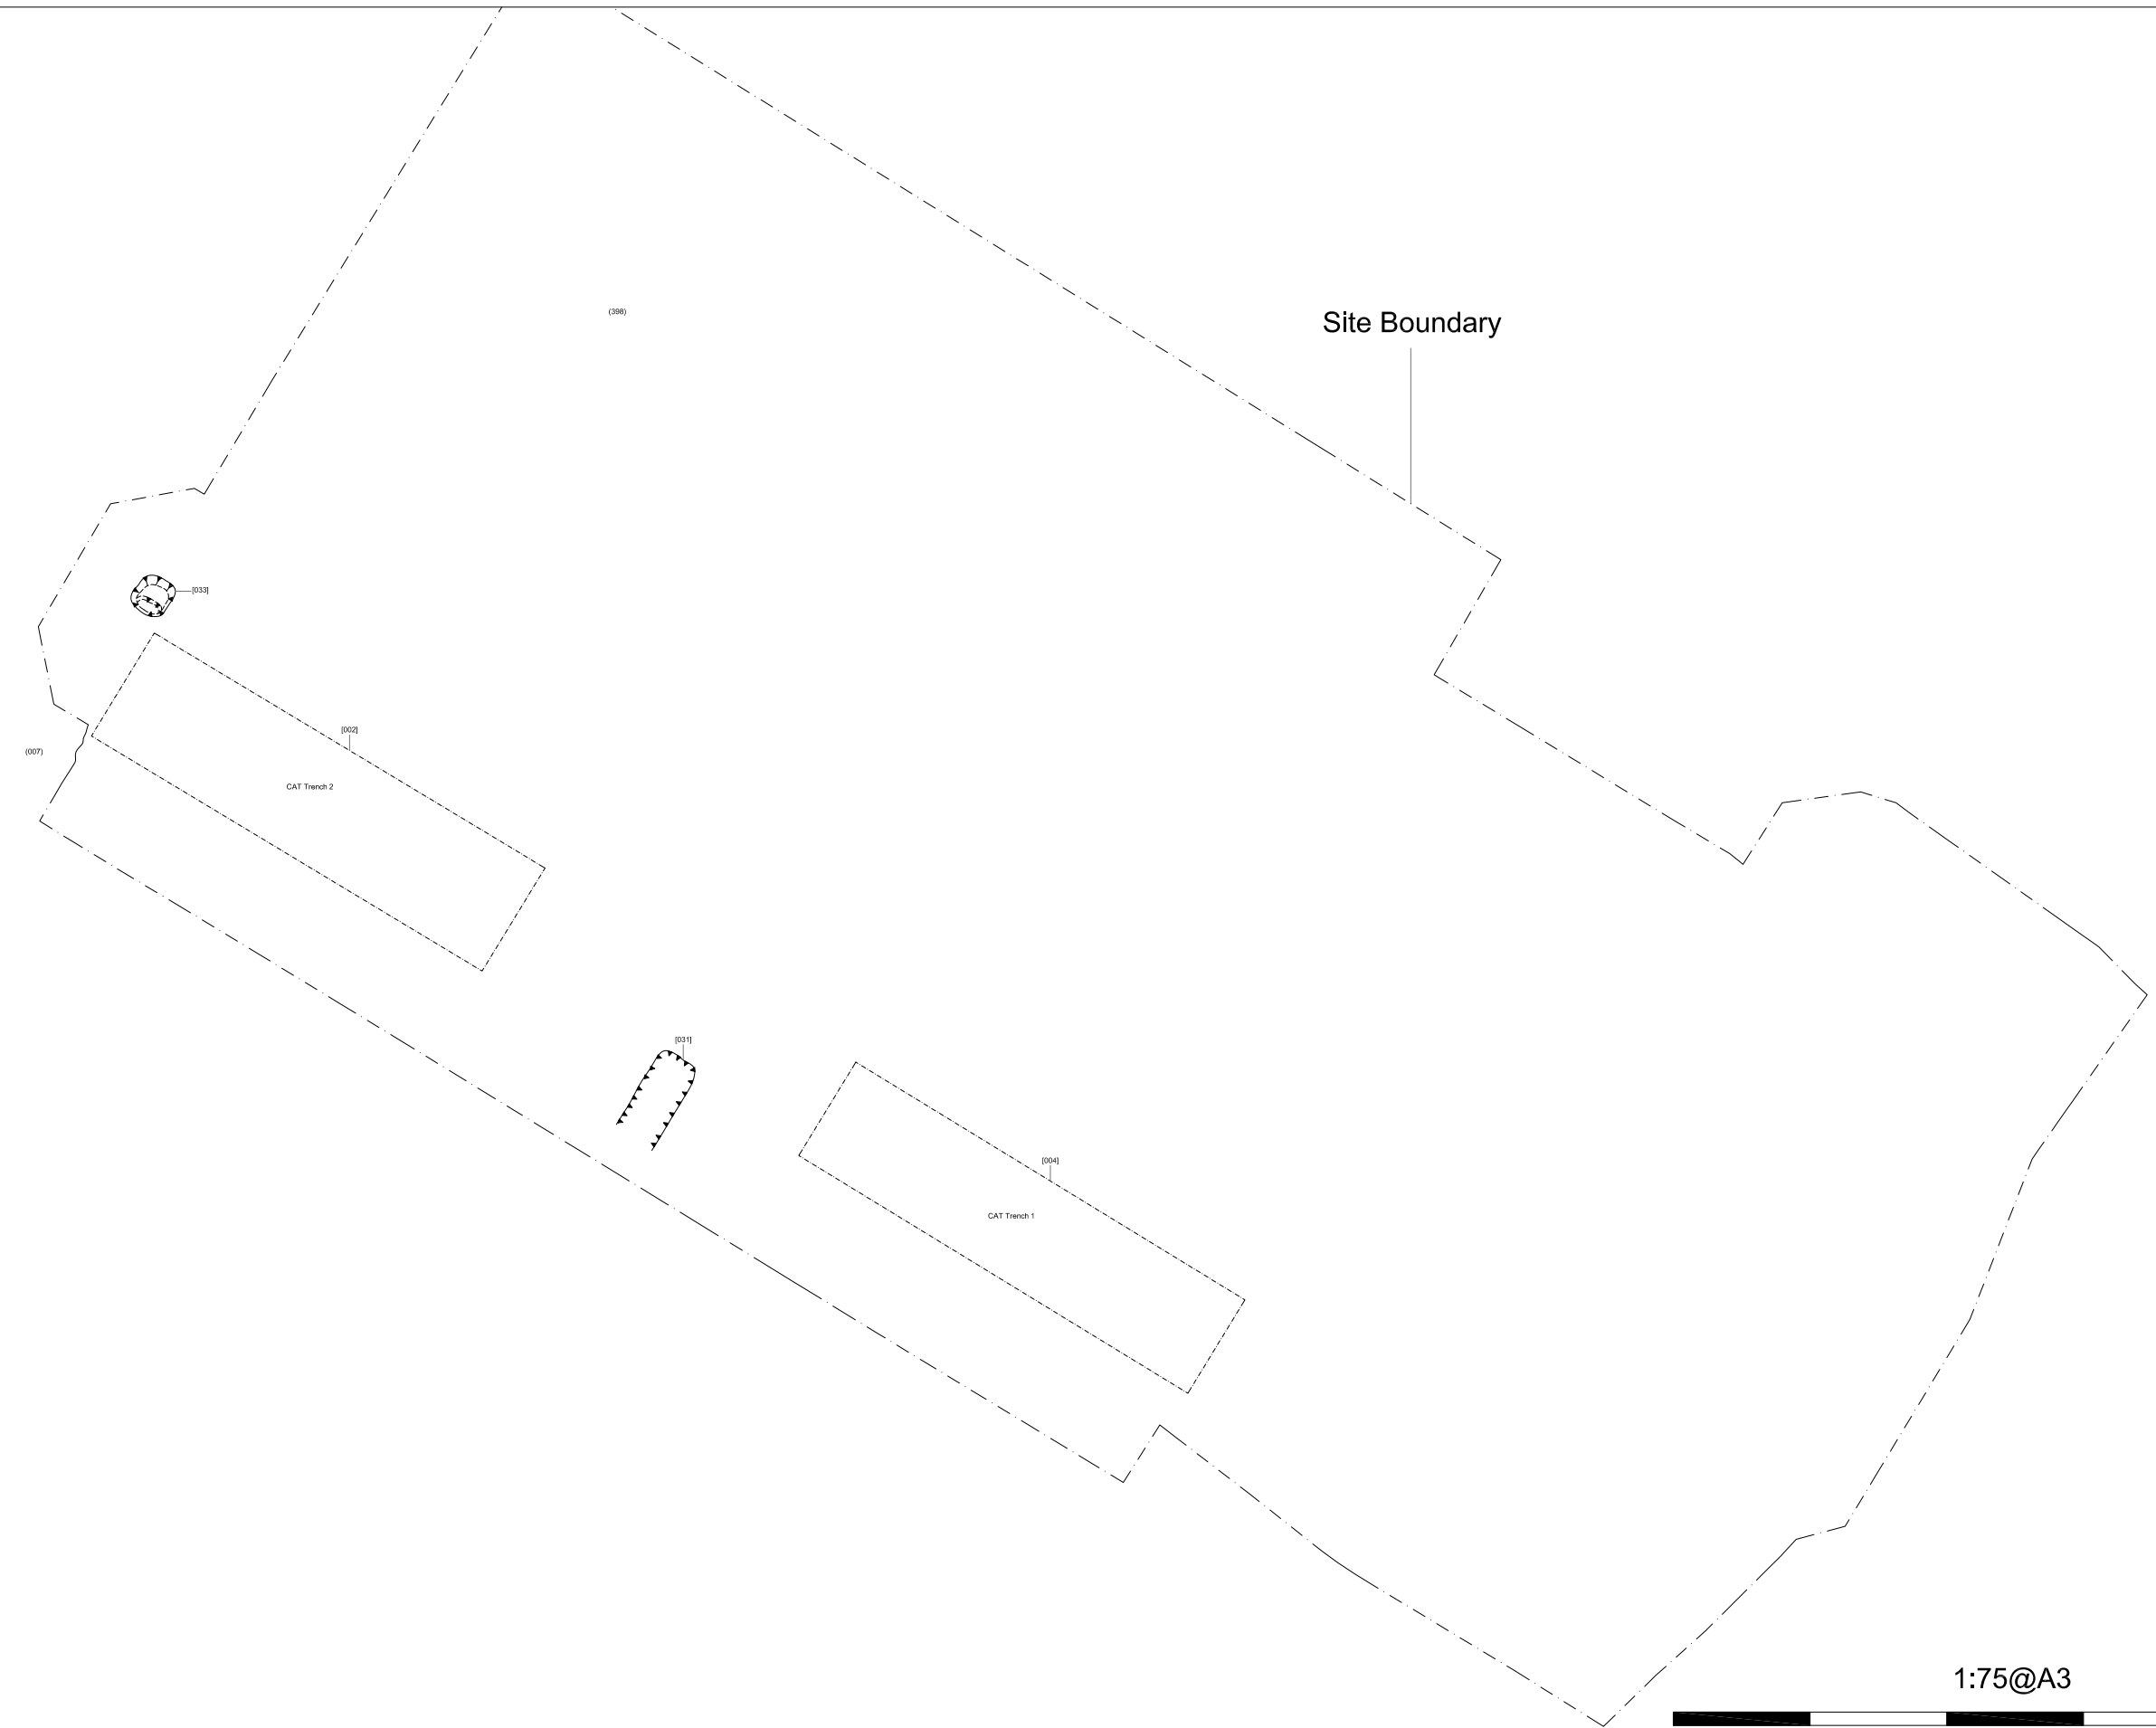 (398)
Site Boundary
[033]
[002]
(007)
CAT Trench 2
[031]
[004]
CAT Trench 1
1:75@A3